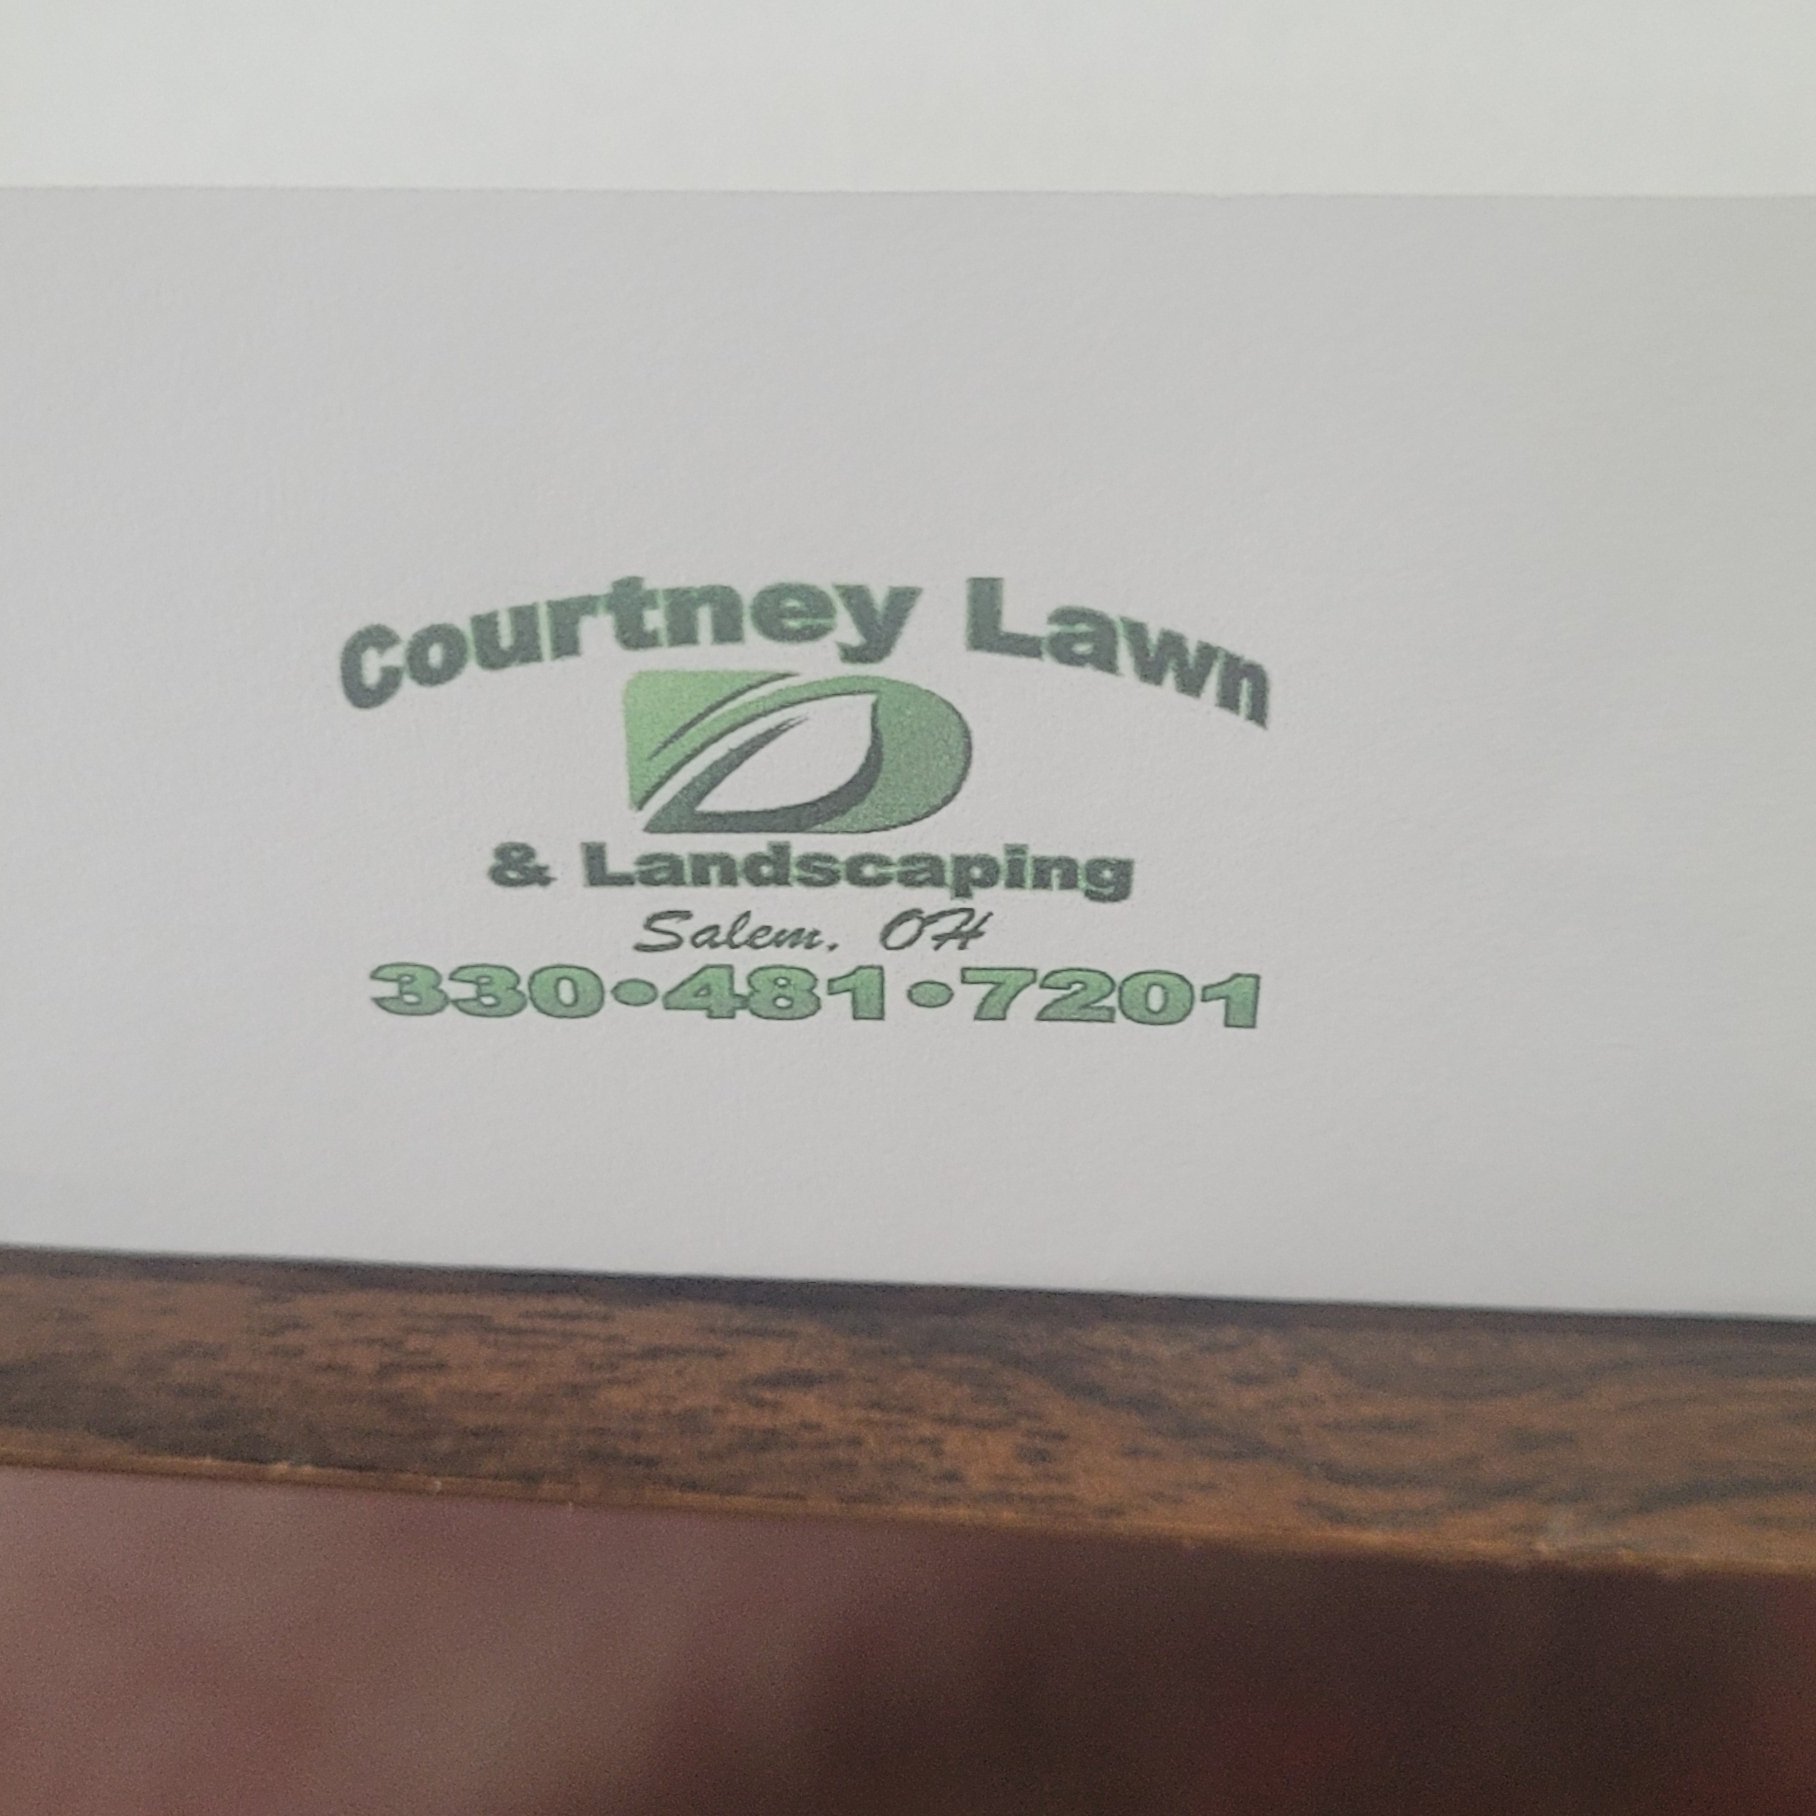 Courtney Lawn
& Landscaping
Salem, OH
330•481•7201